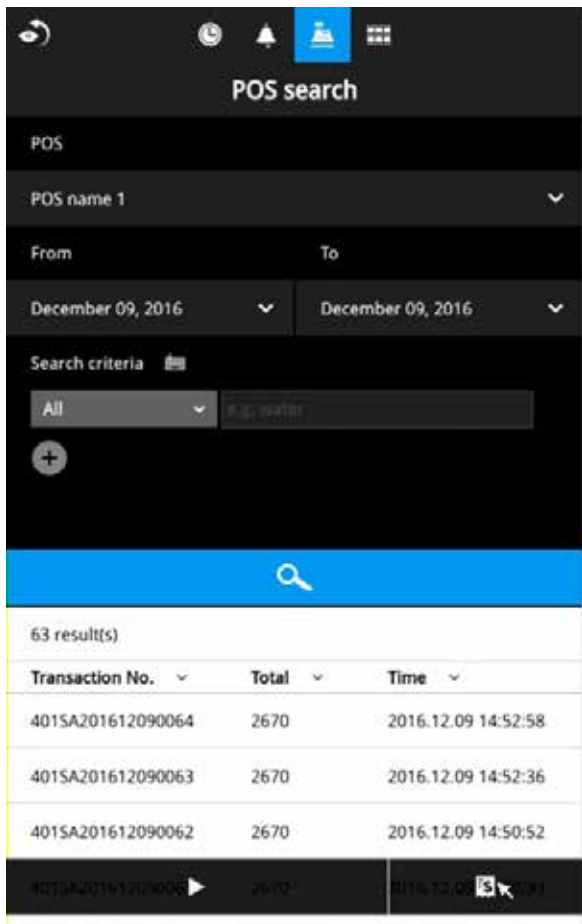 POS search
POS
POS name 1
From To
December 09, 2016 December 09, 2016
Search criteria
All e.g. water
63 result(s)
Transaction No. Total Time
401SA201612090064 2670 2016.12.09 14:52:58
401SA201612090063 2670 2016.12.09 14:52:36
401SA201612090062 2670 2016.12.09 14:50:52
2670